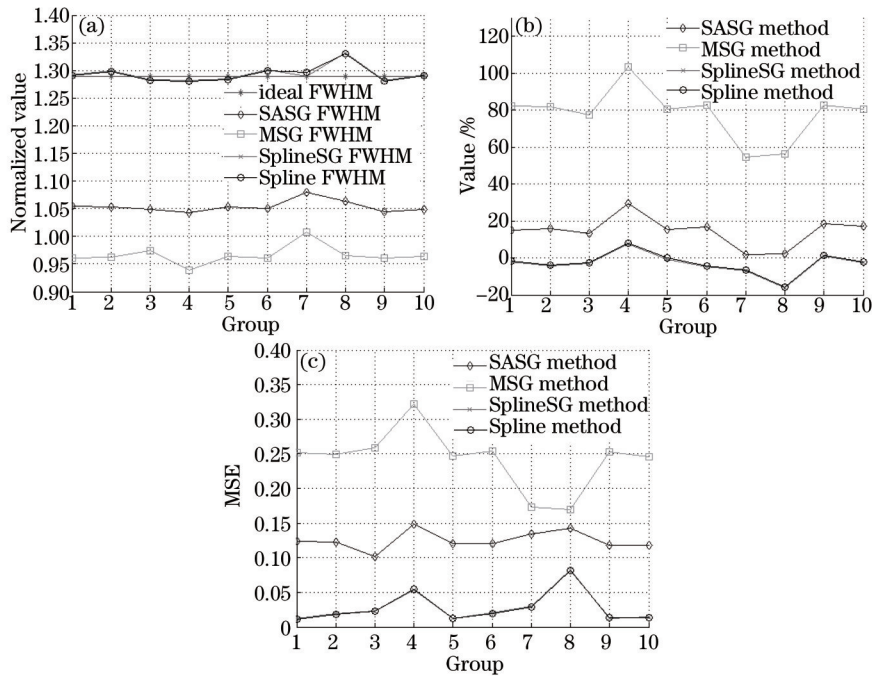 (a)
1.40
1.35
1.30
1.25
1.20
1.15
1.10
1.05
1.00
0.95
0.90
Normalized value
ideal FWHM
SASG FWHM
MSG FWHM
SplineSG FWHM
Spline FWHM
1 2 3 4 5 6 7 8 9 10
Group
(b)
120
100
80
60
40
20
0
−20
Value /%
SASG method
MSG method
SplineSG method
Spline method
1 2 3 4 5 6 7 8 9 10
Group
(c)
0.40
0.35
0.30
0.25
0.20
0.15
0.10
0.05
0
MSE
SASG method
MSG method
SplineSG method
Spline method
1 2 3 4 5 6 7 8 9 10
Group